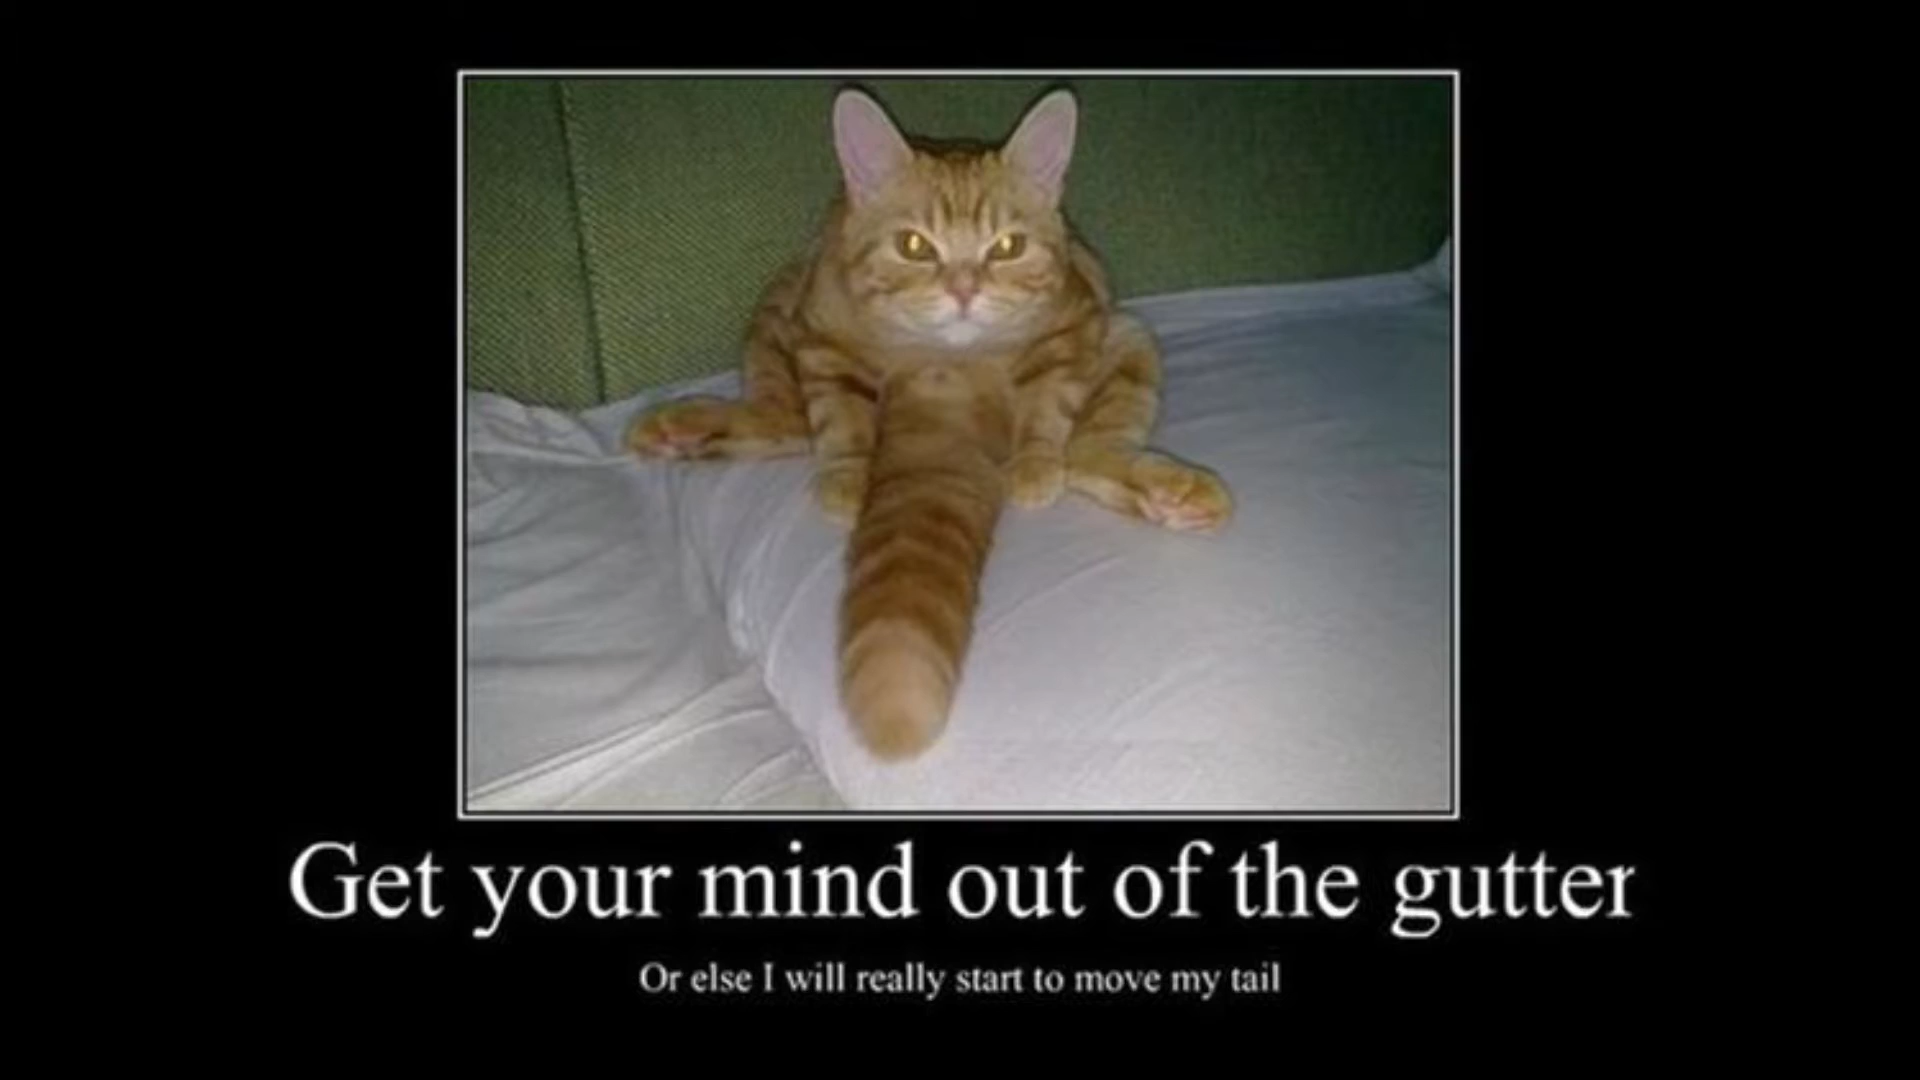 Get your mind out of the gutter
Or else I will really start to move my tail